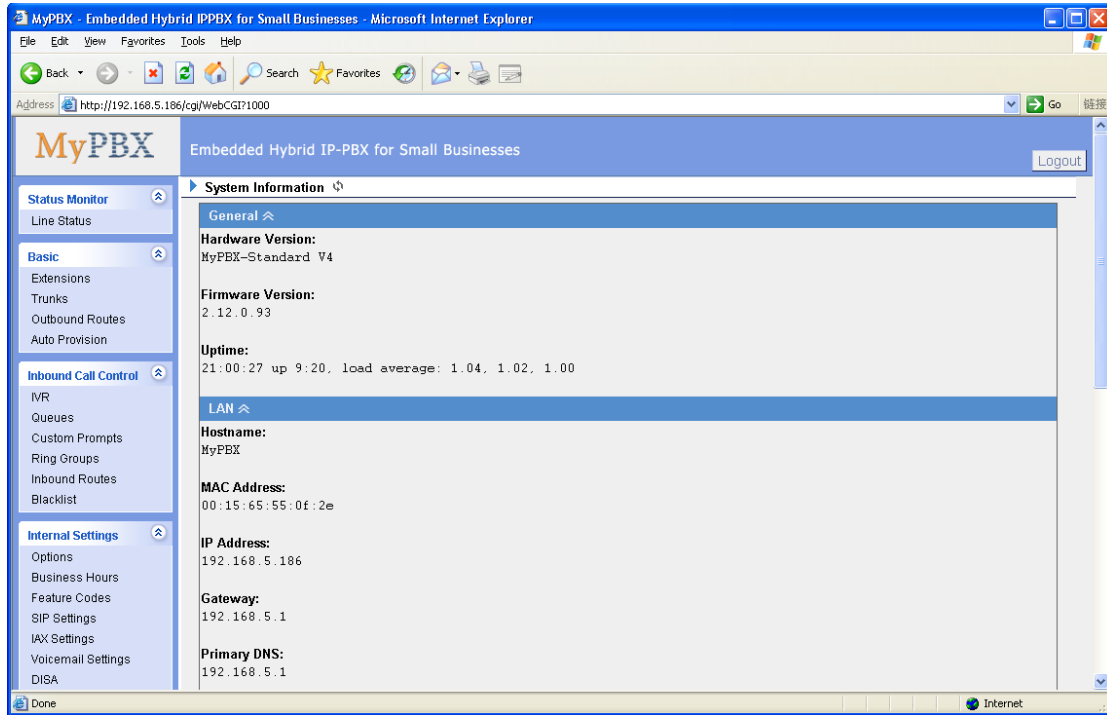 MyPBX - Embedded Hybrid IPPBX for Small Businesses - Microsoft Internet Explorer
File Edit View Favorites Tools Help
Back Search Favorites
Address http://192.168.5.186/cgi/WebCGI?1000 Go 链接
MyPBX
Embedded Hybrid IP-PBX for Small Businesses
Logout
Status Monitor
Line Status
Basic
Extensions
Trunks
Outbound Routes
Auto Provision
Inbound Call Control
IVR
Queues
Custom Prompts
Ring Groups
Inbound Routes
Blacklist
Internal Settings
Options
Business Hours
Feature Codes
SIP Settings
IAX Settings
Voicemail Settings
DISA
System Information
General
Hardware Version:
MyPBX-Standard V4
Firmware Version:
2.12.0.93
Uptime:
21:00:27 up 9:20, load average: 1.04, 1.02, 1.00
LAN
Hostname:
MyPBX
MAC Address:
00:15:65:55:0f:2e
IP Address:
192.168.5.186
Gateway:
192.168.5.1
Primary DNS:
192.168.5.1
Done Internet